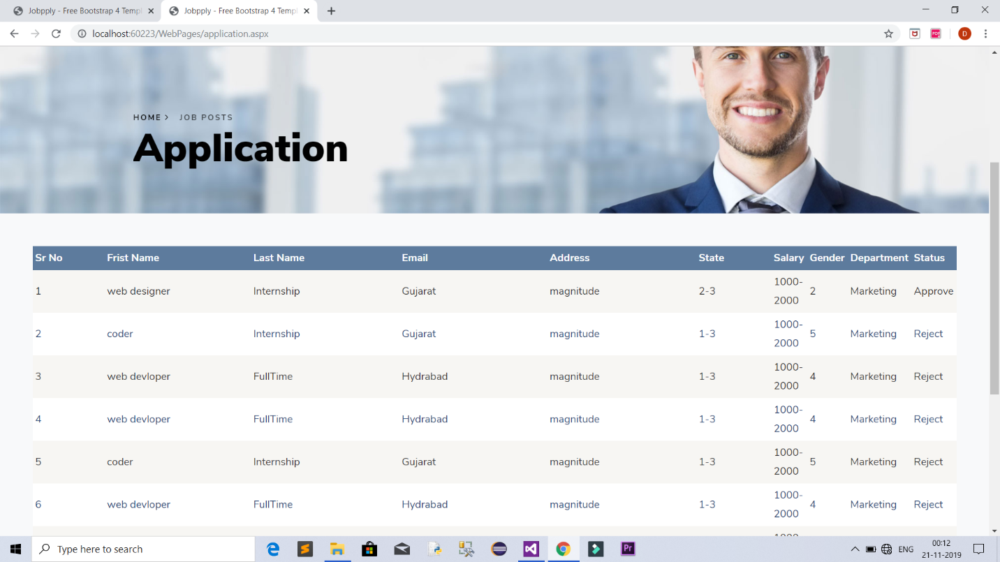 Jobpply - Free Bootstrap 4 Templ
Jobpply - Free Bootstrap 4 Templ
localhost:60223/WebPages/application.aspx
PDF
D
HOME > JOB POSTS
Application
Sr No Frist Name Last Name Email Address State Salary Gender Department Status
1 web designer Internship Gujarat magnitude 2-3 1000-2000 2 Marketing Approve
2 coder Internship Gujarat magnitude 1-3 1000-2000 5 Marketing Reject
3 web devloper FullTime Hydrabad magnitude 1-3 1000-2000 4 Marketing Reject
4 web devloper FullTime Hydrabad magnitude 1-3 1000-2000 4 Marketing Reject
5 coder Internship Gujarat magnitude 1-3 1000-2000 5 Marketing Reject
6 web devloper FullTime Hydrabad magnitude 1-3 1000-2000 4 Marketing Reject
Type here to search
Pr
ENG
00:12
21-11-2019